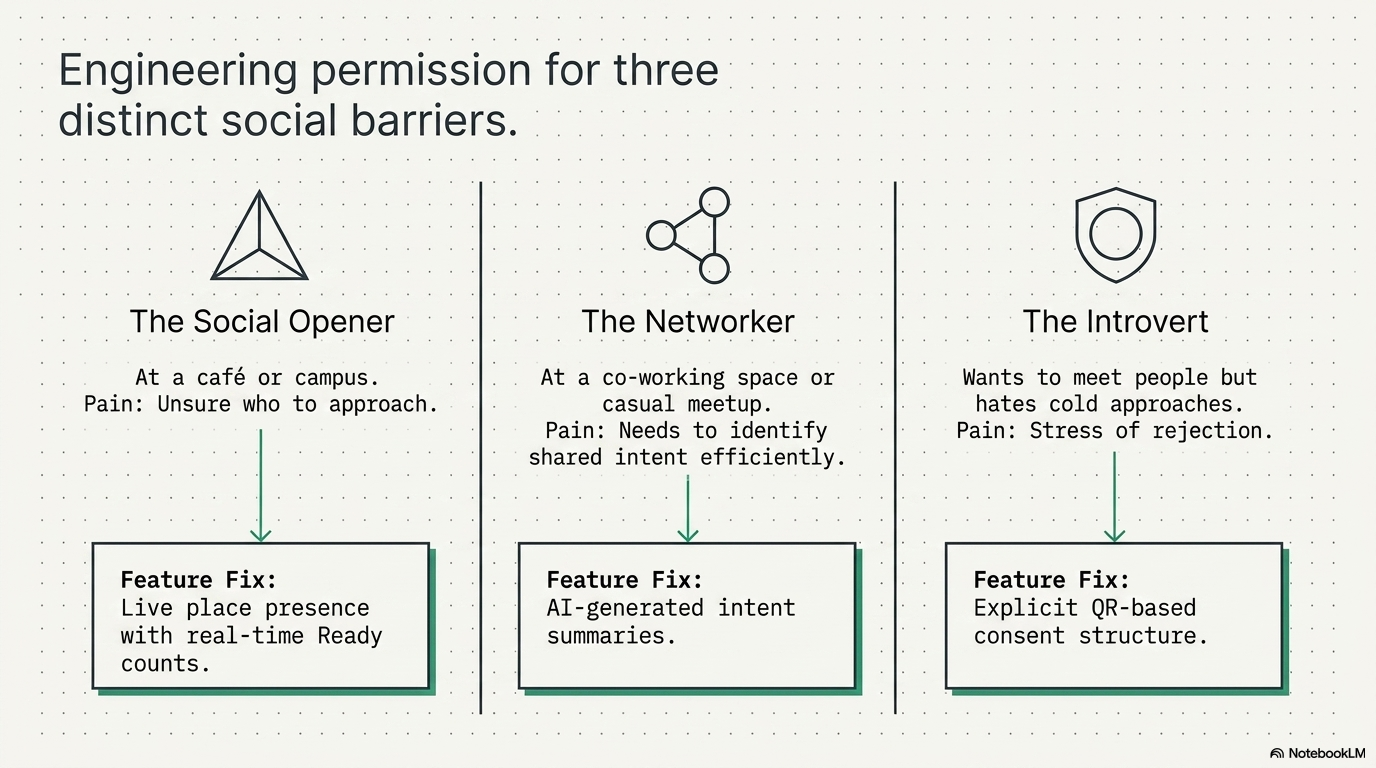 Engineering permission for three
distinct social barriers.
The Social Opener
At a café or campus.
Pain: Unsure who to approach.
Feature Fix:
Live place presence
with real-time Ready
counts.
The Networker
At a co-working space or
casual meetup.
Pain: Needs to identify
shared intent efficiently.
Feature Fix:
AI-generated intent
summaries.
The Introvert
Wants to meet people but
hates cold approaches.
Pain: Stress of rejection.
Feature Fix:
Explicit QR-based
consent structure.
NotebookLM